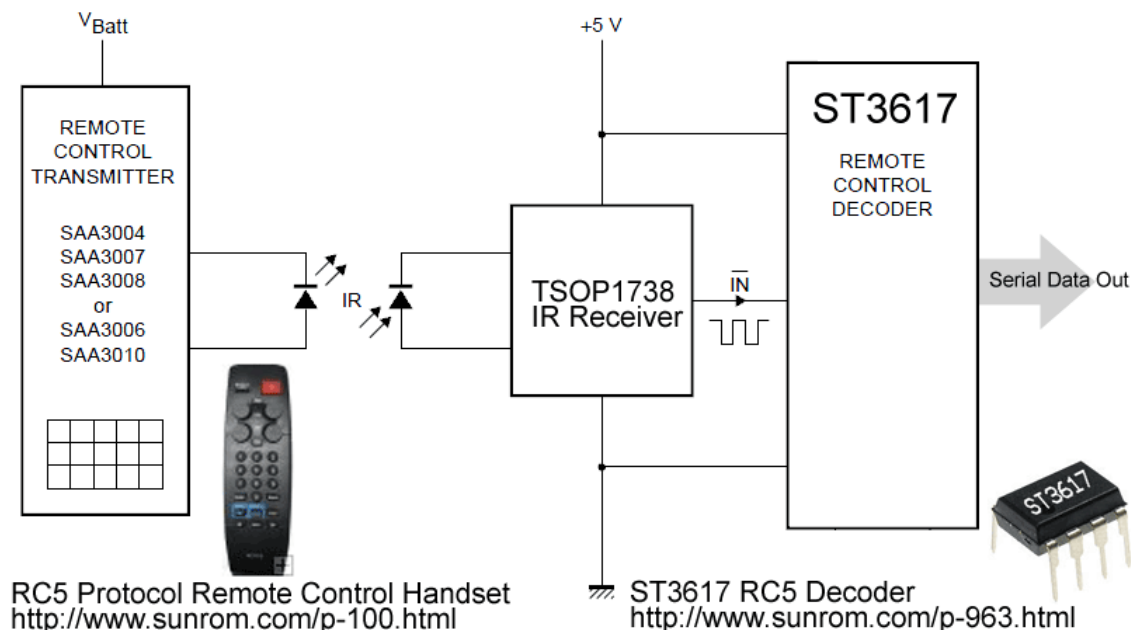 VBatt
REMOTE
CONTROL
TRANSMITTER
SAA3004
SAA3007
SAA3008
or
SAA3006
SAA3010
IR
+5 V
TSOP1738
IR Receiver
IN
ST3617
REMOTE
CONTROL
DECODER
Serial Data Out
ST3617
RC5 Protocol Remote Control Handset
http://www.sunrom.com/p-100.html
ST3617 RC5 Decoder
http://www.sunrom.com/p-963.html